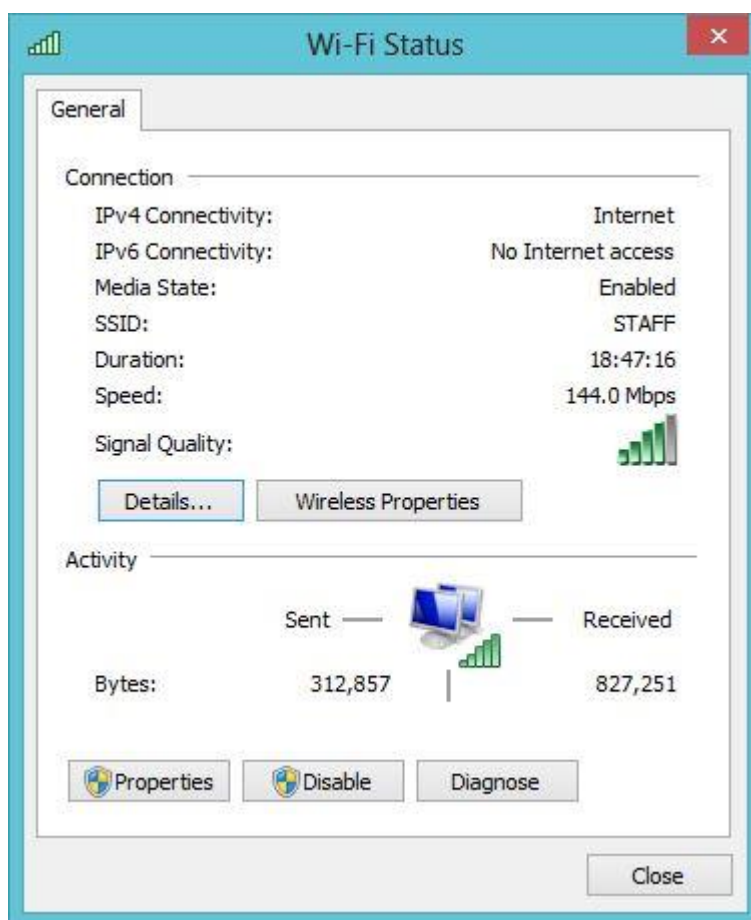 Wi-Fi Status
General
Connection
IPv4 Connectivity: Internet
IPv6 Connectivity: No Internet access
Media State: Enabled
SSID: STAFF
Duration: 18:47:16
Speed: 144.0 Mbps
Signal Quality:
Details... Wireless Properties
Activity
Sent Received
Bytes: 312,857 827,251
Properties Disable Diagnose
Close